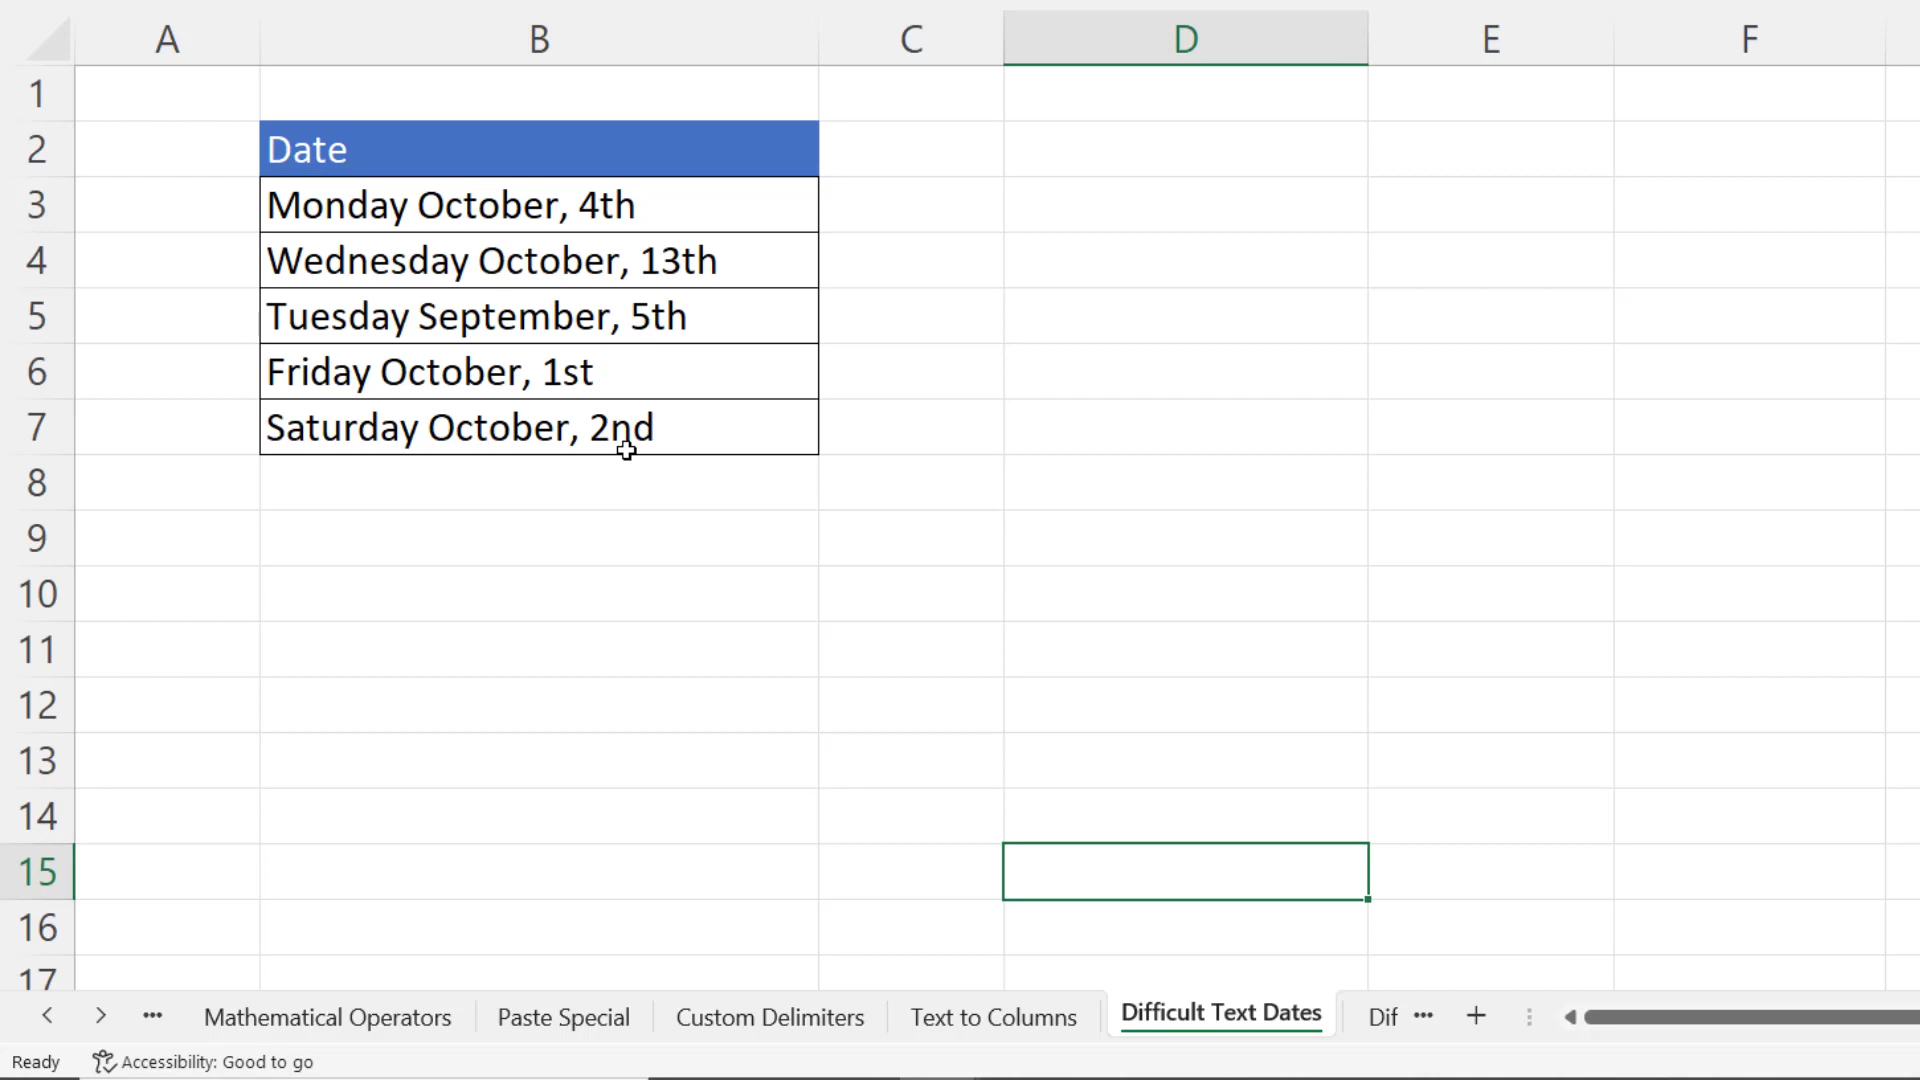 A B C D E F
1
2 Date
3 Monday October, 4th
4 Wednesday October, 13th
5 Tuesday September, 5th
6 Friday October, 1st
7 Saturday October, 2nd
8
9
10
11
12
13
14
15
16
17
Mathematical Operators Paste Special Custom Delimiters Text to Columns Difficult Text Dates Dif
Ready Accessibility: Good to go